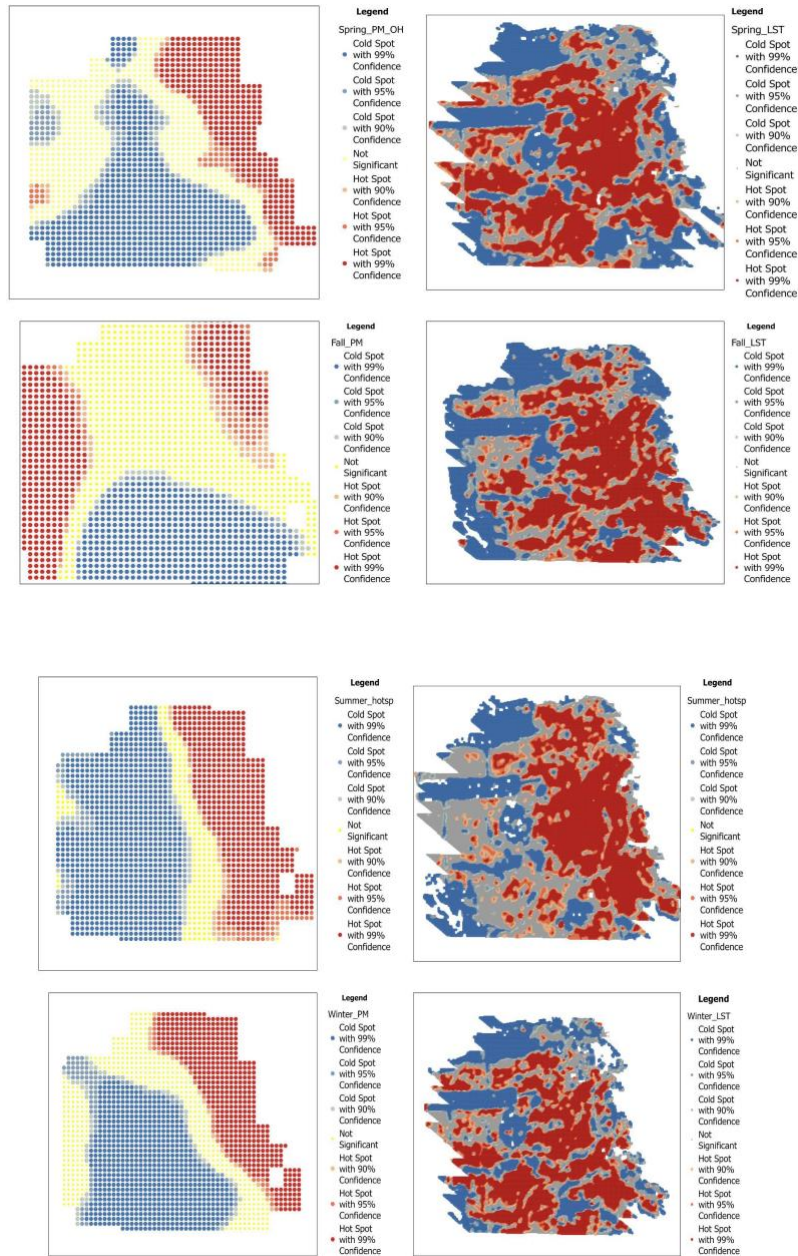 Legend
Spring_PM_OH
Cold Spot
with 99%
Confidence
Cold Spot
with 95%
Confidence
Cold Spot
with 90%
Confidence
Not
Significant
Hot Spot
with 90%
Confidence
Hot Spot
with 95%
Confidence
Hot Spot
with 99%
Confidence
Legend
Spring_LST
Cold Spot
with 99%
Confidence
Cold Spot
with 95%
Confidence
Cold Spot
with 90%
Confidence
Not
Significant
Hot Spot
with 90%
Confidence
Hot Spot
with 95%
Confidence
Hot Spot
with 99%
Confidence
Legend
Fall_PM
Cold Spot
with 99%
Confidence
Cold Spot
with 95%
Confidence
Cold Spot
with 90%
Confidence
Not
Significant
Hot Spot
with 90%
Confidence
Hot Spot
with 95%
Confidence
Hot Spot
with 99%
Confidence
Legend
Fall_LST
Cold Spot
with 99%
Confidence
Cold Spot
with 95%
Confidence
Cold Spot
with 90%
Confidence
Not
Significant
Hot Spot
with 90%
Confidence
Hot Spot
with 95%
Confidence
Hot Spot
with 99%
Confidence
Legend
Summer_hotsp
Cold Spot
with 99%
Confidence
Cold Spot
with 95%
Confidence
Cold Spot
with 90%
Confidence
Not
Significant
Hot Spot
with 90%
Confidence
Hot Spot
with 95%
Confidence
Hot Spot
with 99%
Confidence
Legend
Summer_hotsp
Cold Spot
with 99%
Confidence
Cold Spot
with 95%
Confidence
Cold Spot
with 90%
Confidence
Not
Significant
Hot Spot
with 90%
Confidence
Hot Spot
with 95%
Confidence
Hot Spot
with 99%
Confidence
Legend
Winter_PM
Cold Spot
with 99%
Confidence
Cold Spot
with 95%
Confidence
Cold Spot
with 90%
Confidence
Not
Significant
Hot Spot
with 90%
Confidence
Hot Spot
with 95%
Confidence
Hot Spot
with 99%
Confidence
Legend
Winter_LST
Cold Spot
with 99%
Confidence
Cold Spot
with 95%
Confidence
Cold Spot
with 90%
Confidence
Not
Significant
Hot Spot
with 90%
Confidence
Hot Spot
with 95%
Confidence
Hot Spot
with 99%
Confidence